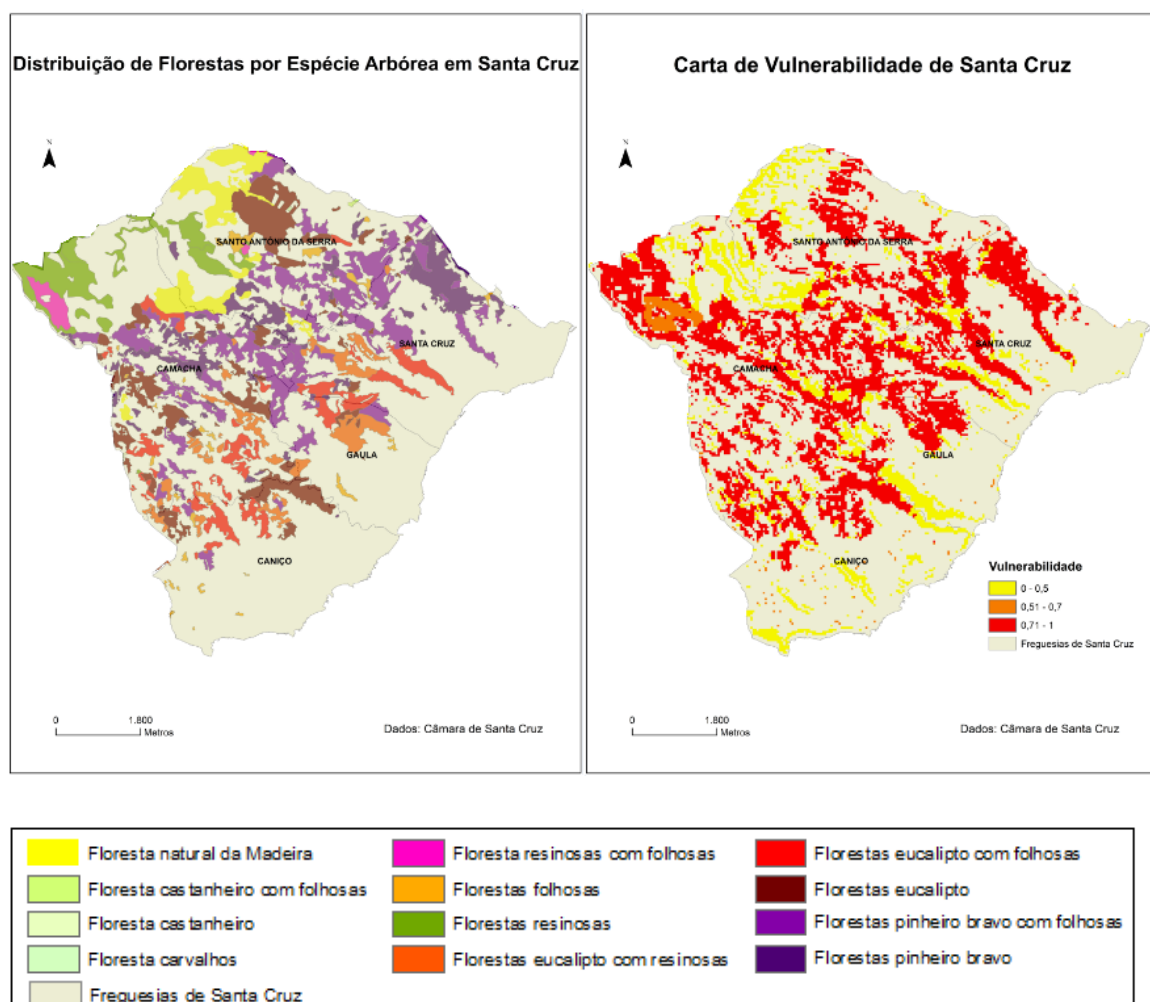 Distribuição de Florestas por Espécie Arbórea em Santa Cruz
N
SANTO ANTÓNIO DA SERRA
SANTA CRUZ
CAMACHA
GAULA
CANIÇO
0 1.800
Metros
Dados: Câmara de Santa Cruz
Carta de Vulnerabilidade de Santa Cruz
N
SANTO ANTÓNIO DA SERRA
SANTA CRUZ
CAMACHA
GAULA
CANIÇO
Vulnerabilidade
0 - 0,5
0,51 - 0,7
0,71 - 1
Freguesias de Santa Cruz
0 1.800
Metros
Dados: Câmara de Santa Cruz
Floresta natural da Madeira
Floresta castanheiro com folhosas
Floresta castanheiro
Floresta carvalhos
Freguesias de Santa Cruz
Floresta resinosas com folhosas
Florestas folhosas
Florestas resinosas
Florestas eucalipto com resinosas
Florestas eucalipto com folhosas
Florestas eucalipto
Florestas pinheiro bravo com folhosas
Florestas pinheiro bravo